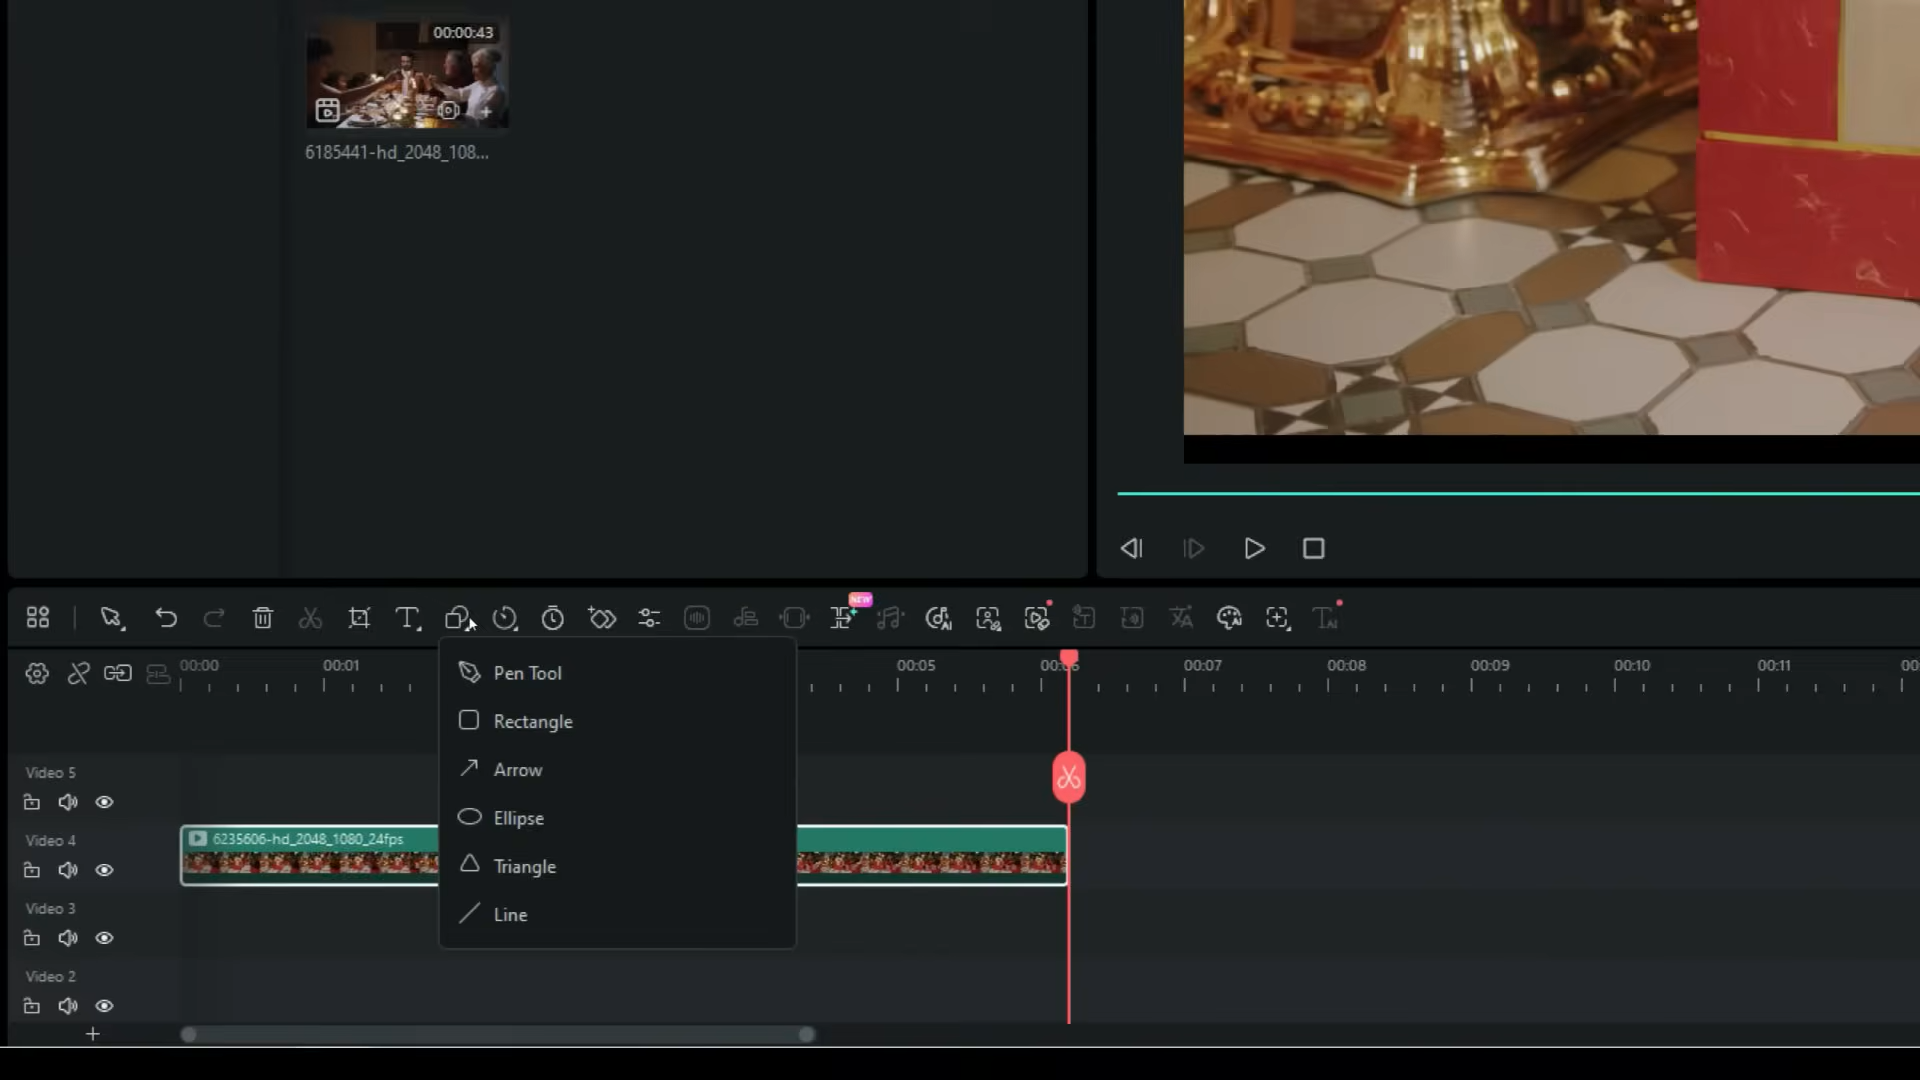 00:00:43
6185441-hd_2048_108...
NEW
00:00
00:01
00:05
00:07
00:08
00:09
00:10
00:11
Pen Tool
Rectangle
Arrow
Ellipse
Triangle
Line
Video 5
Video 4
6235606-hd_2048_1080_24fps
Video 3
Video 2